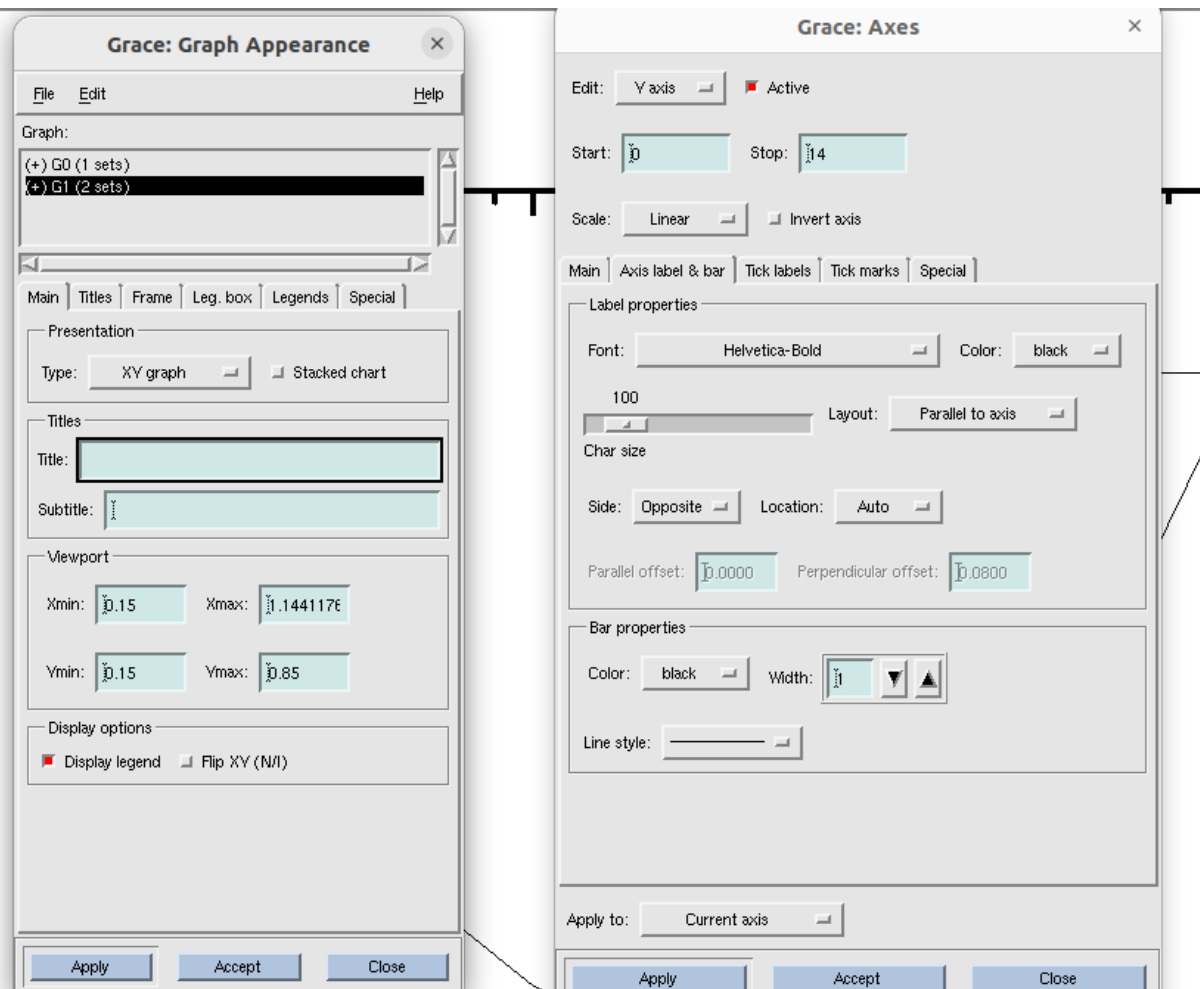 Grace: Graph Appearance
File Edit Help
Graph:
(+) G0 (1 sets)
(+) G1 (2 sets)
Main Titles Frame Leg. box Legends Special
Presentation
Type: XY graph Stacked chart
Titles
Title:
Subtitle:
Viewport
Xmin: 0.15 Xmax: 1.1441176
Ymin: 0.15 Ymax: 0.85
Display options
Display legend Flip XY (N/I)
Apply Accept Close
Grace: Axes
Edit: Y axis Active
Start: 0 Stop: 14
Scale: Linear Invert axis
Main Axis label & bar Tick labels Tick marks Special
Label properties
Font: Helvetica-Bold Color: black
100
Layout: Parallel to axis
Char size
Side: Opposite Location: Auto
Parallel offset: 0.0000 Perpendicular offset: 0.0800
Bar properties
Color: black Width: 1
Line style:
Apply to: Current axis
Apply Accept Close